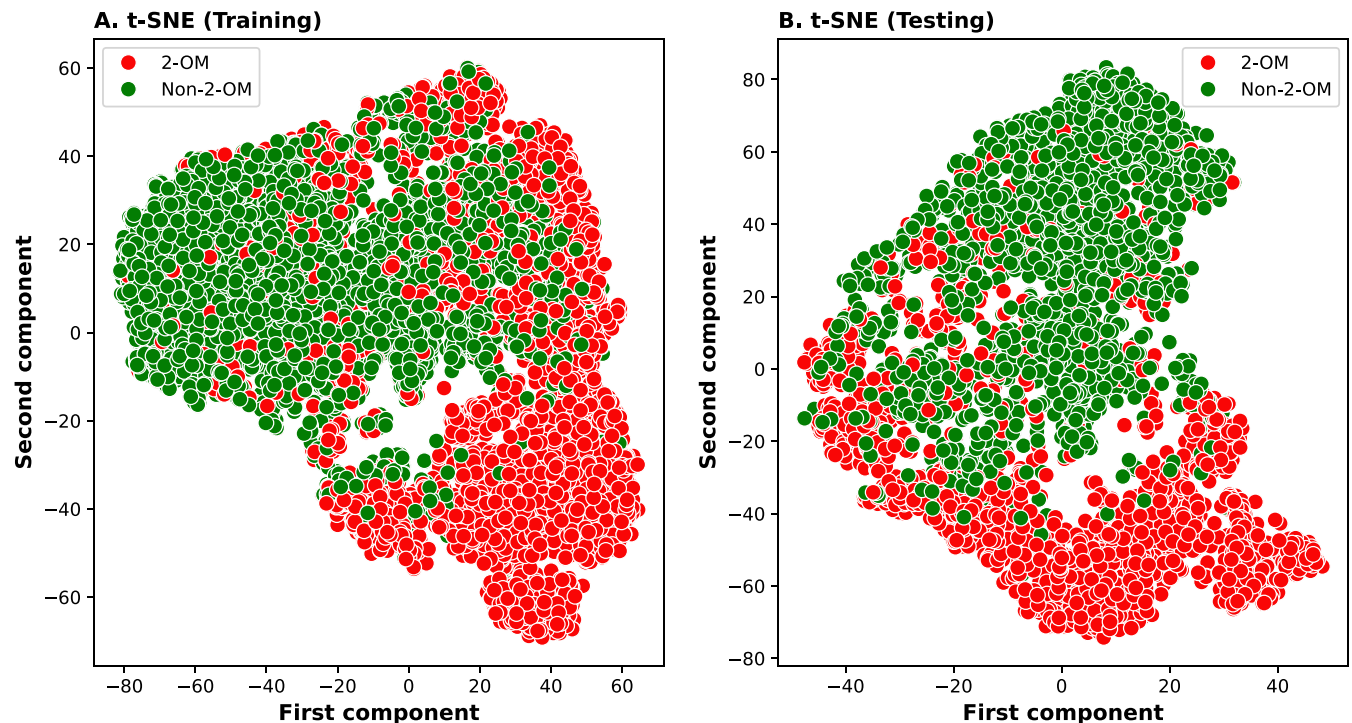 A. t-SNE (Training)
2-OM
Non-2-OM
60
40
20
0
−20
−40
−60
Second component
−80
−60
−40
−20
0
20
40
60
First component
B. t-SNE (Testing)
2-OM
Non-2-OM
80
60
40
20
0
−20
−40
−60
−80
Second component
−40
−20
0
20
40
First component